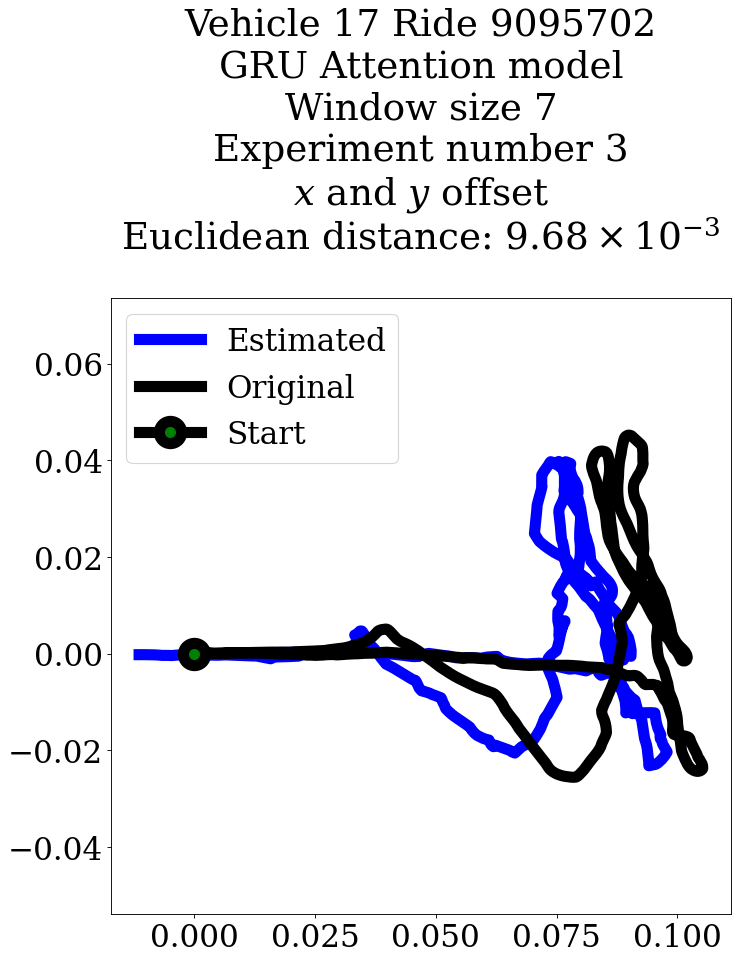 Vehicle 17 Ride 9095702
GRU Attention model
Window size 7
Experiment number 3
x and y offset
Euclidean distance: 9.68 × 10⁻³
Estimated
Original
Start
0.06
0.04
0.02
0.00
−0.02
−0.04
0.000 0.025 0.050 0.075 0.100